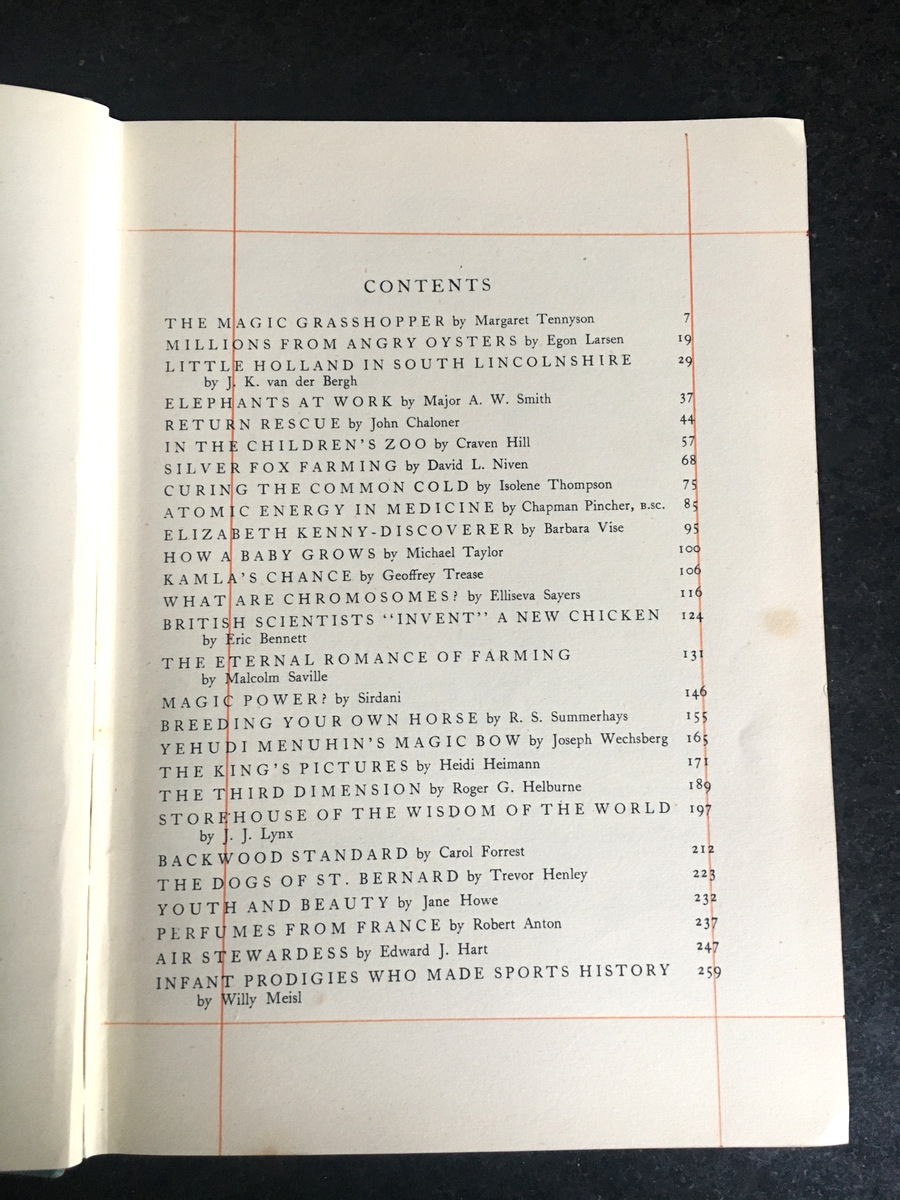 CONTENTS
THE MAGIC GRASSHOPPER by Margaret Tennyson 7
MILLIONS FROM ANGRY OYSTERS by Egon Larsen 19
LITTLE HOLLAND IN SOUTH LINCOLNSHIRE 29
by J. K. van der Bergh
ELEPHANTS AT WORK by Major A. W. Smith 37
RETURN RESCUE by John Chaloner 44
IN THE CHILDREN'S ZOO by Craven Hill 57
SILVER FOX FARMING by David L. Niven 68
CURING THE COMMON COLD by Isolene Thompson 75
ATOMIC ENERGY IN MEDICINE by Chapman Pincher, B.SC. 85
ELIZABETH KENNY-DISCOVERER by Barbara Vise 95
HOW A BABY GROWS by Michael Taylor 100
KAMLA'S CHANCE by Geoffrey Trease 106
WHAT ARE CHROMOSOMES? by Elliseva Sayers 116
BRITISH SCIENTISTS "INVENT" A NEW CHICKEN 124
by Eric Bennett
THE ETERNAL ROMANCE OF FARMING 131
by Malcolm Saville
MAGIC POWER? by Sirdani 146
BREEDING YOUR OWN HORSE by R. S. Summerhays 155
YEHUDI MENUHIN'S MAGIC BOW by Joseph Wechsberg 165
THE KING'S PICTURES by Heidi Heimann 171
THE THIRD DIMENSION by Roger G. Helburne 189
STOREHOUSE OF THE WISDOM OF THE WORLD 197
by J. J. Lynx
BACKWOOD STANDARD by Carol Forrest 212
THE DOGS OF ST. BERNARD by Trevor Henley 223
YOUTH AND BEAUTY by Jane Howe 232
PERFUMES FROM FRANCE by Robert Anton 237
AIR STEWARDESS by Edward J. Hart 247
INFANT PRODIGIES WHO MADE SPORTS HISTORY 259
by Willy Meisl